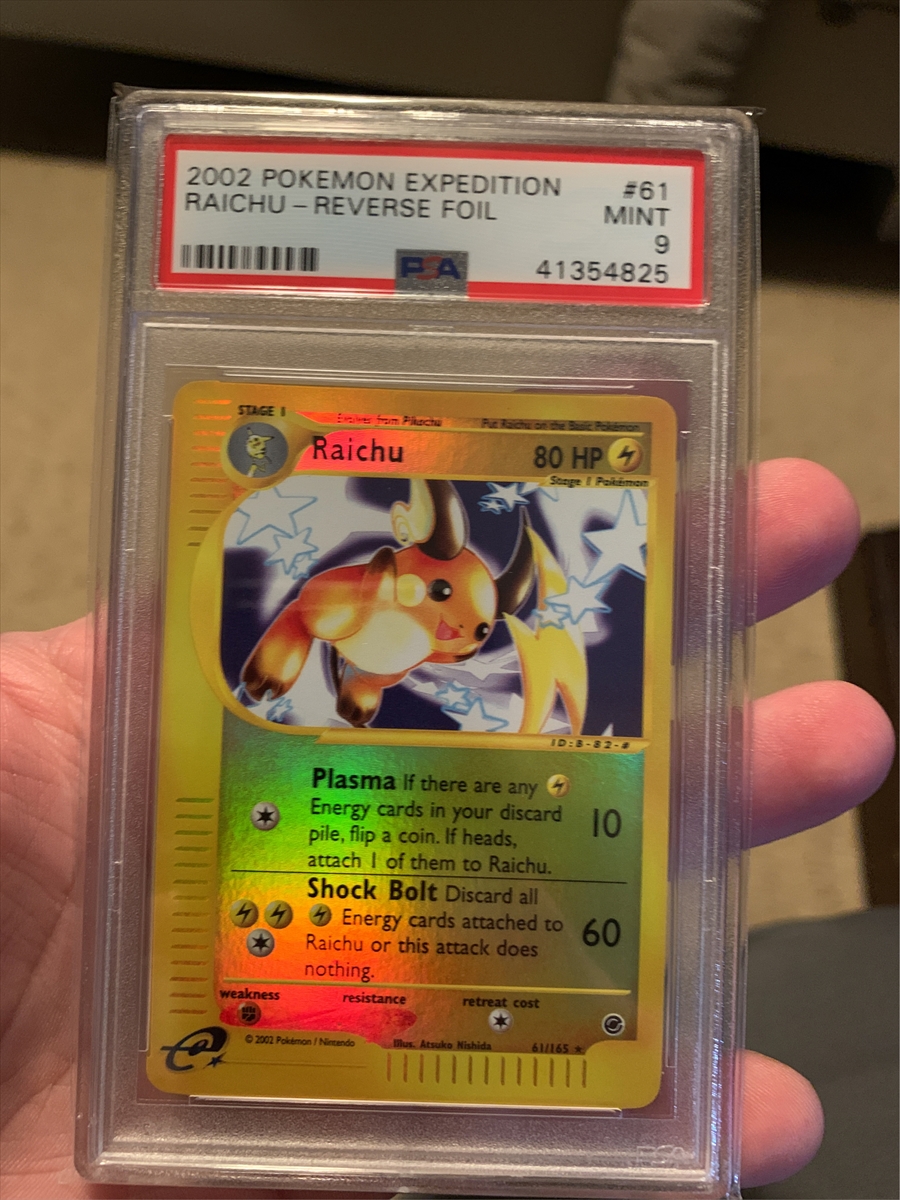 2002 POKEMON EXPEDITION #61
RAICHU – REVERSE FOIL MINT
9
PSA 41354825
STAGE 1 Evolves from Pikachu Put Raichu on the Basic Pokémon
Raichu 80 HP
Stage 1 Pokémon
ID:B-82-#
Plasma If there are any
Energy cards in your discard
pile, flip a coin. If heads,
attach 1 of them to Raichu.
10
Shock Bolt Discard all
Energy cards attached to
Raichu or this attack does
nothing.
60
weakness resistance retreat cost
© 2002 Pokémon / Nintendo Illus. Atsuko Nishida 61/165 ★
e
PSA